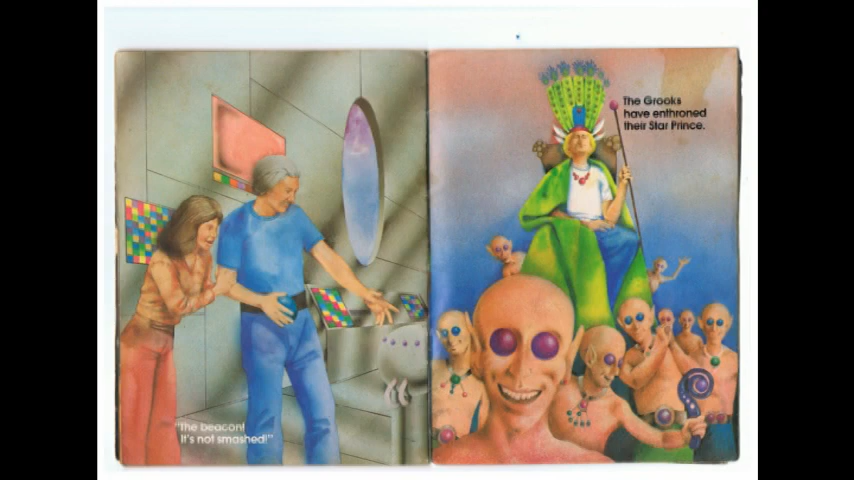 "The beacon!
It's not smashed!"
The Grooks
have enthroned
their Star Prince.